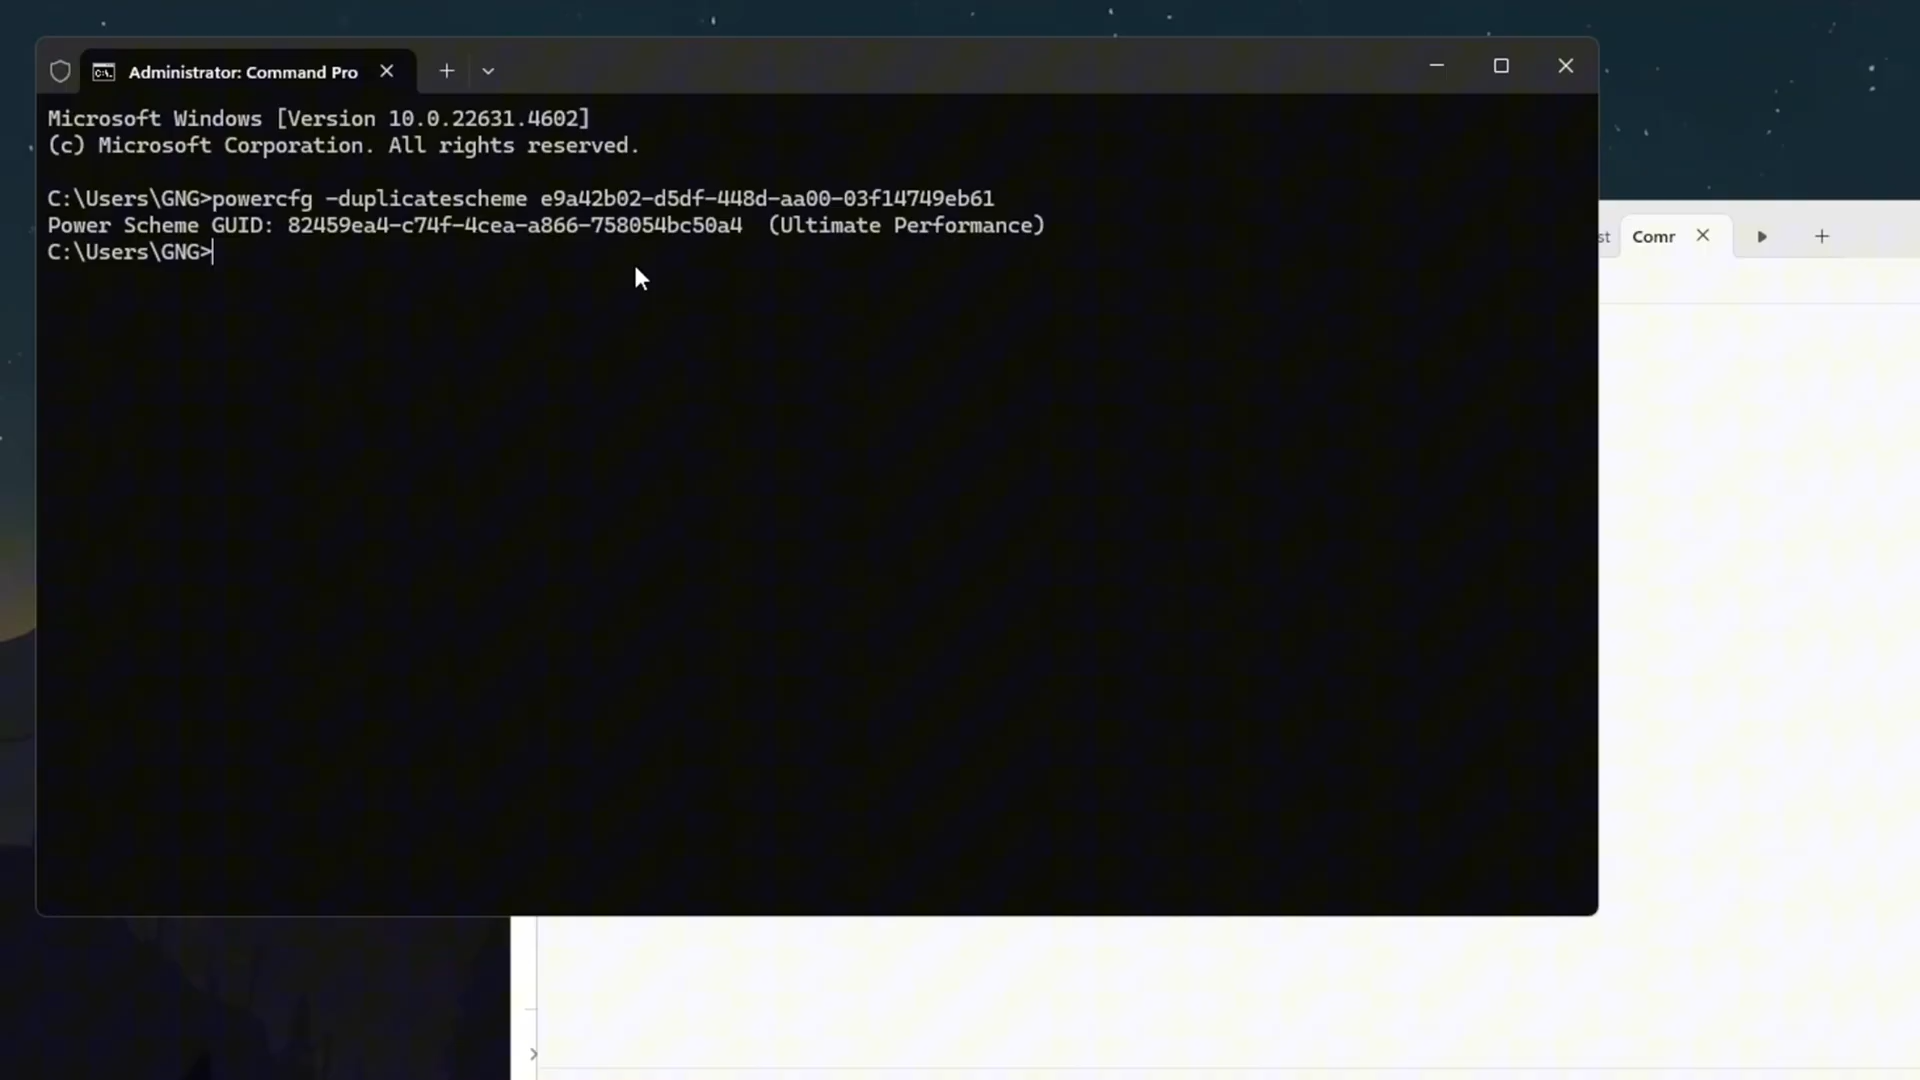 Administrator: Command Pro
Microsoft Windows [Version 10.0.22631.4602]
(c) Microsoft Corporation. All rights reserved.
C:\Users\GNG>powercfg -duplicatescheme e9a42b02-d5df-448d-aa00-03f14749eb61
Power Scheme GUID: 82459ea4-c74f-4cea-a866-758054bc50a4  (Ultimate Performance)
C:\Users\GNG>
st
Comr